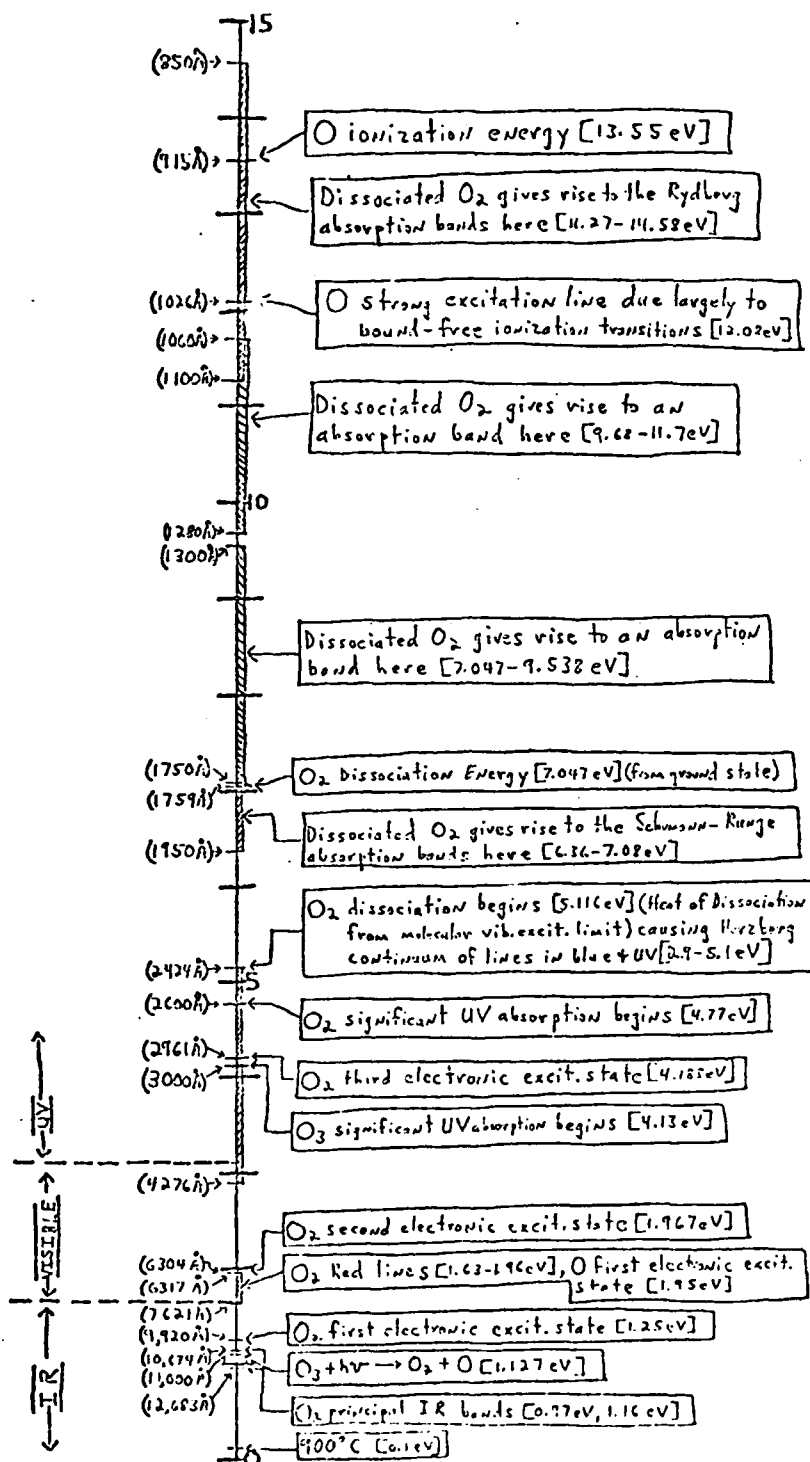 15
(850Å)→
O ionization energy [13.55 eV]
(915Å)→
Dissociated O₂ gives rise to the Rydberg
absorption bands here [11.27-14.58eV]
(1026Å)→
O strong excitation line due largely to
bound-free ionization transitions [12.08eV]
(1060Å)→
(1100Å)→
Dissociated O₂ gives rise to an
absorption band here [9.68-11.7eV]
10
(1280Å)→
(1300Å)
Dissociated O₂ gives rise to an absorption
band here [7.047-9.538eV]
(1750Å)
O₂ Dissociation Energy [7.047 eV] (from ground state)
(1759Å)
Dissociated O₂ gives rise to the Schumann-Runge
absorption bands here [6.36-7.08eV]
(1950Å)→
O₂ dissociation begins [5.116eV] (Heat of Dissociation
from molecular vib. excit. limit) causing Herzberg
continuum of lines in blue + UV [2.9-5.1eV]
(2424Å)→
5
(2600Å)→
O₂ significant UV absorption begins [4.77eV]
(2961Å)→
(3000Å)
O₂ third electronic excit. state [4.185eV]
O₃ significant UV absorption begins [4.13eV]
UV
(4276Å)→
VISIBLE
O₂ second electronic excit. state [1.967eV]
(6304Å)
O₂ Red lines [1.63-1.96eV], O first electronic excit.
state [1.95eV]
(6317Å)
(7621Å)
(9,920Å)→
O₂ first electronic excit. state [1.25eV]
(10,674Å)
O₃ + hν → O₂ + O [1.127eV]
(11,000Å)
(12,683Å)
O₂ principal IR bands [0.97eV, 1.16 eV]
IR
900°C [0.1eV]
0